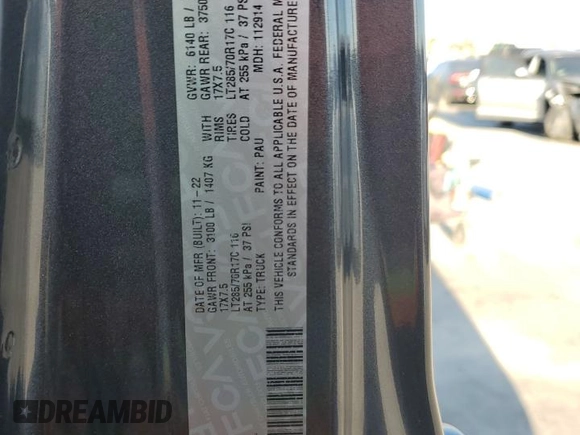 DATE OF MFR (BUILT): 11-22 GVWR: 6140 LB /
GAWR FRONT: 3100 LB / 1407 KG WITH GAWR REAR: 3750
17X7.5 RIMS 17X7.5
LT285/70R17C 116 TIRES LT285/70R17C 116
AT 255 kPa / 37 PSI COLD AT 255 kPa / 37 PS
TYPE: TRUCK PAINT: PAU MDH: 112914
THIS VEHICLE CONFORMS TO ALL APPLICABLE U.S.A. FEDERAL M
STANDARDS IN EFFECT ON THE DATE OF MANUFACTURE
DREAMBID